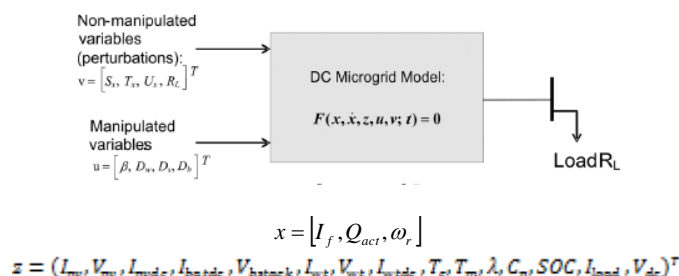 Non-manipulated
variables
(perturbations):
v=[S_x, T_x, U_x, R_L]^T
DC Microgrid Model:
F(x,ẋ,z,u,v; t)=0
Manipulated
variables
u=[β, D_w, D_s, D_b]^T
LoadR_L
x=[I_f, Q_act, ω_r]
z = (I_pv, V_pv, I_pvdc, I_batdc, V_bstack, I_wt, V_wt, I_wtdc, T_e, T_m, λ, C_p, SOC, I_load, V_dc)^T